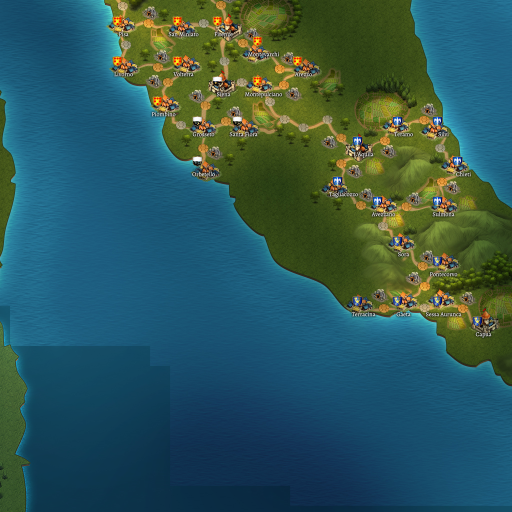 Pisa
San Miniato
Firenze
Montevarchi
Livorno
Volterra
Arezzo
Siena
Montepulciano
Piombino
Grosseto
Santa Fiora
Orbetello
Teramo
Atri
L'Aquila
Chieti
Tagliacozzo
Avezzano
Sulmona
Sora
Pontecorvo
Terracina
Gaeta
Sessa Aurunca
Capua